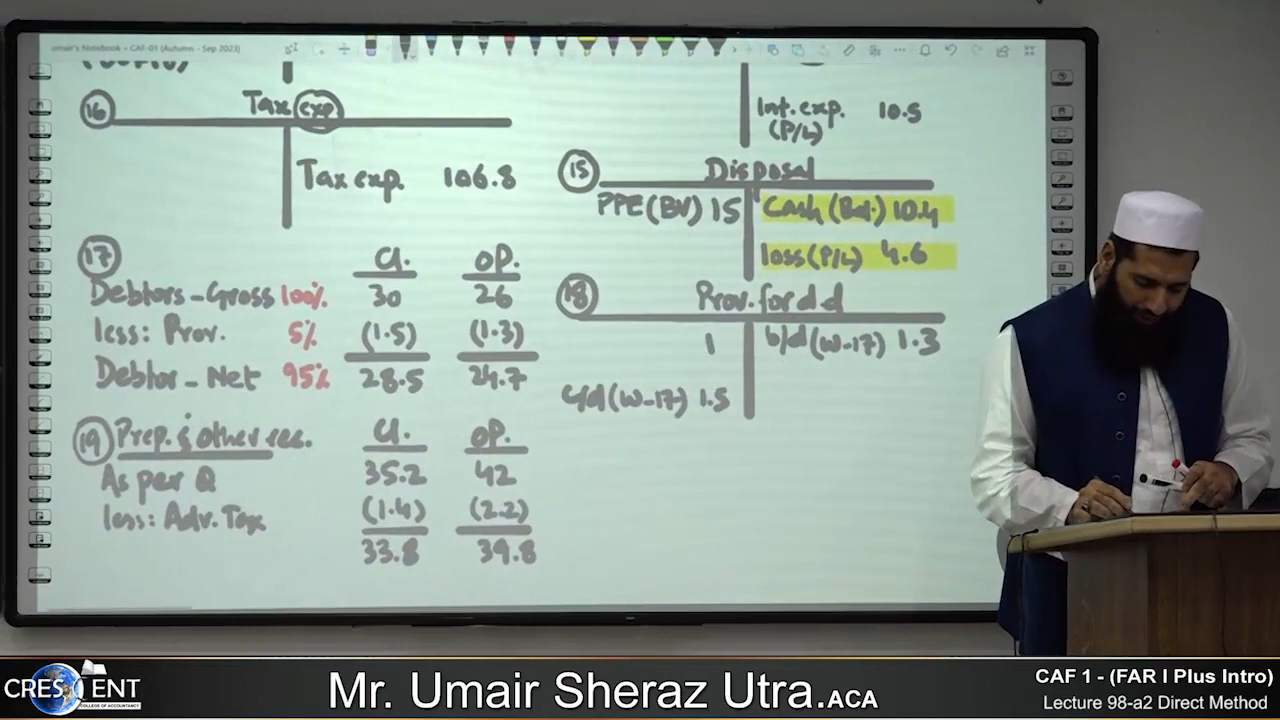 umair's Notebook • CAF-01 (Autumn - Sep 2023)
16 Tax exp
Tax exp. 106.8
Int. exp. 10.5
(P/L)
15 Disposal
PPE (BV) 15 Cash (Bal.) 10.4
loss (P/L) 4.6
17 Cl. OP.
Debtors - Gross 100% 30 26
less: Prov. 5% (1.5) (1.3)
Debtor - Net 95% 28.5 24.7
18 Prov. for d d
1 b/d (W-17) 1.3
c/d (W-17) 1.5
19 Prep. & other rec. Cl. OP.
As per Q 35.2 42
less: Adv. Tax (1.4) (2.2)
33.8 39.8
CRESCENT
COLLEGE OF ACCOUNTANCY
Mr. Umair Sheraz Utra.ACA
CAF 1 - (FAR I Plus Intro)
Lecture 98-a2 Direct Method